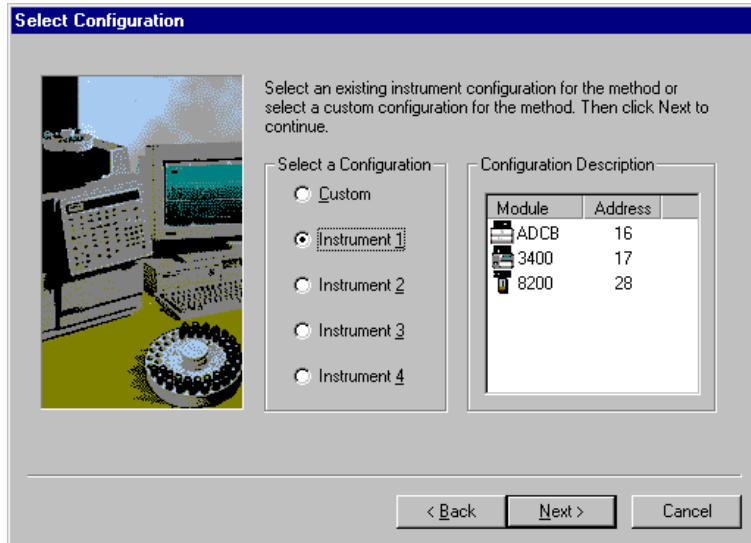 Select Configuration
Select an existing instrument configuration for the method or
select a custom configuration for the method. Then click Next to
continue.
Select a Configuration
Custom
Instrument 1
Instrument 2
Instrument 3
Instrument 4
Configuration Description
Module Address
ADCB 16
3400 17
8200 28
< Back Next > Cancel